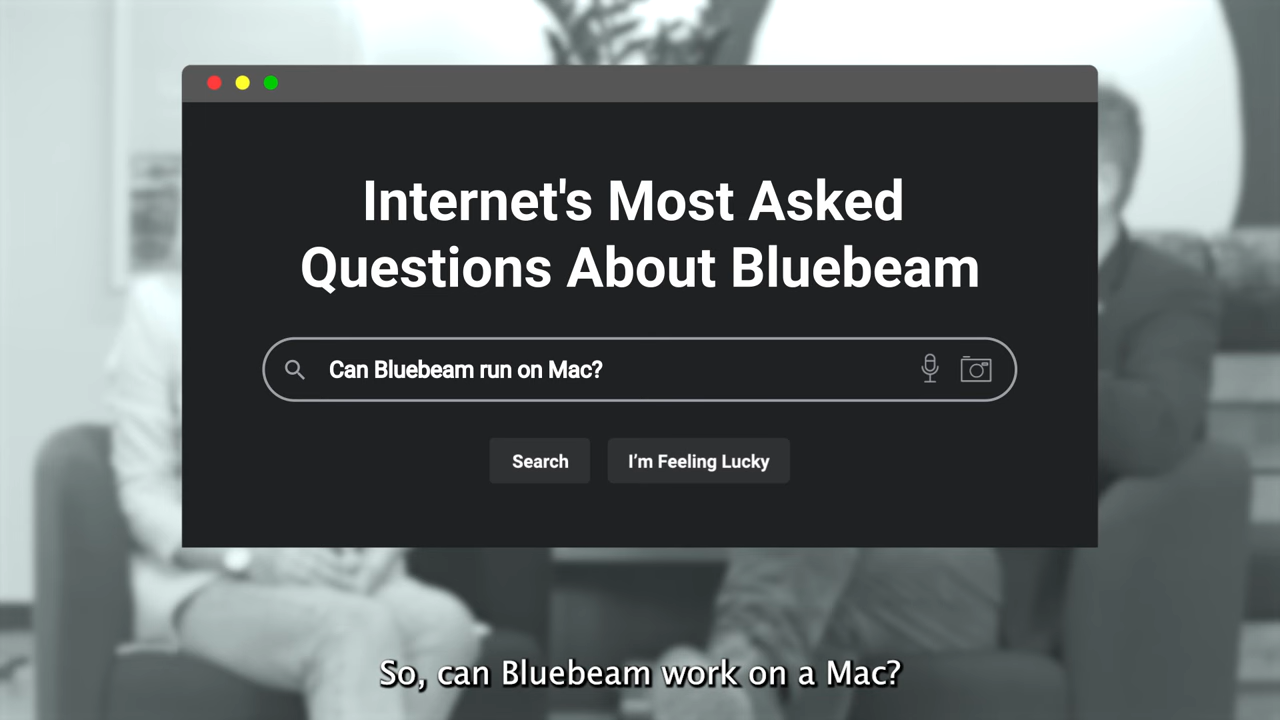 Internet's Most Asked
Questions About Bluebeam
Can Bluebeam run on Mac?
Search
I’m Feeling Lucky
So, can Bluebeam work on a Mac?